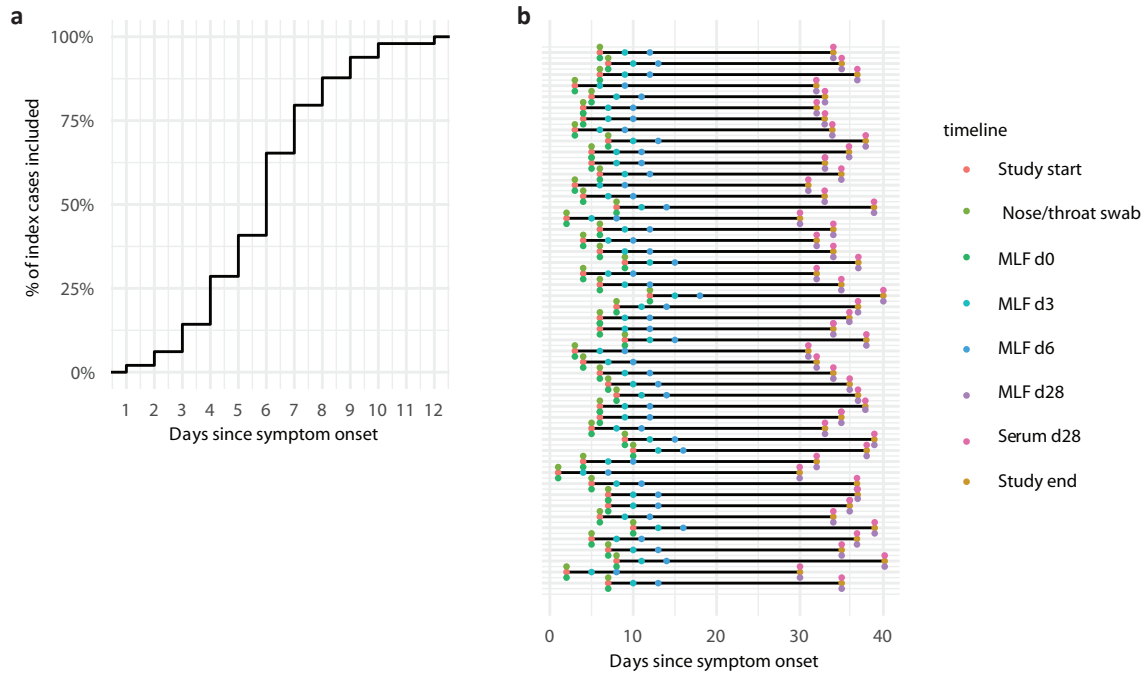 a
100%
75%
50%
25%
0%
% of index cases included
1 2 3 4 5 6 7 8 9 10 11 12
Days since symptom onset
b
0 10 20 30 40
Days since symptom onset
timeline
Study start
Nose/throat swab
MLF d0
MLF d3
MLF d6
MLF d28
Serum d28
Study end